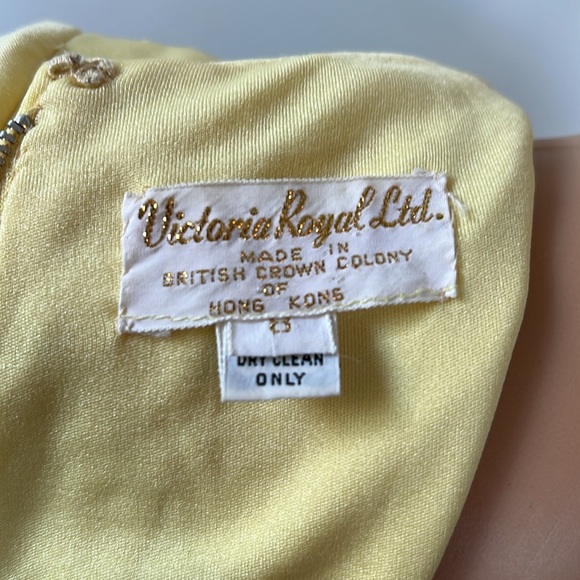 Victoria Royal Ltd.
MADE IN
BRITISH CROWN COLONY
OF
HONG KONG
DRY CLEAN
ONLY